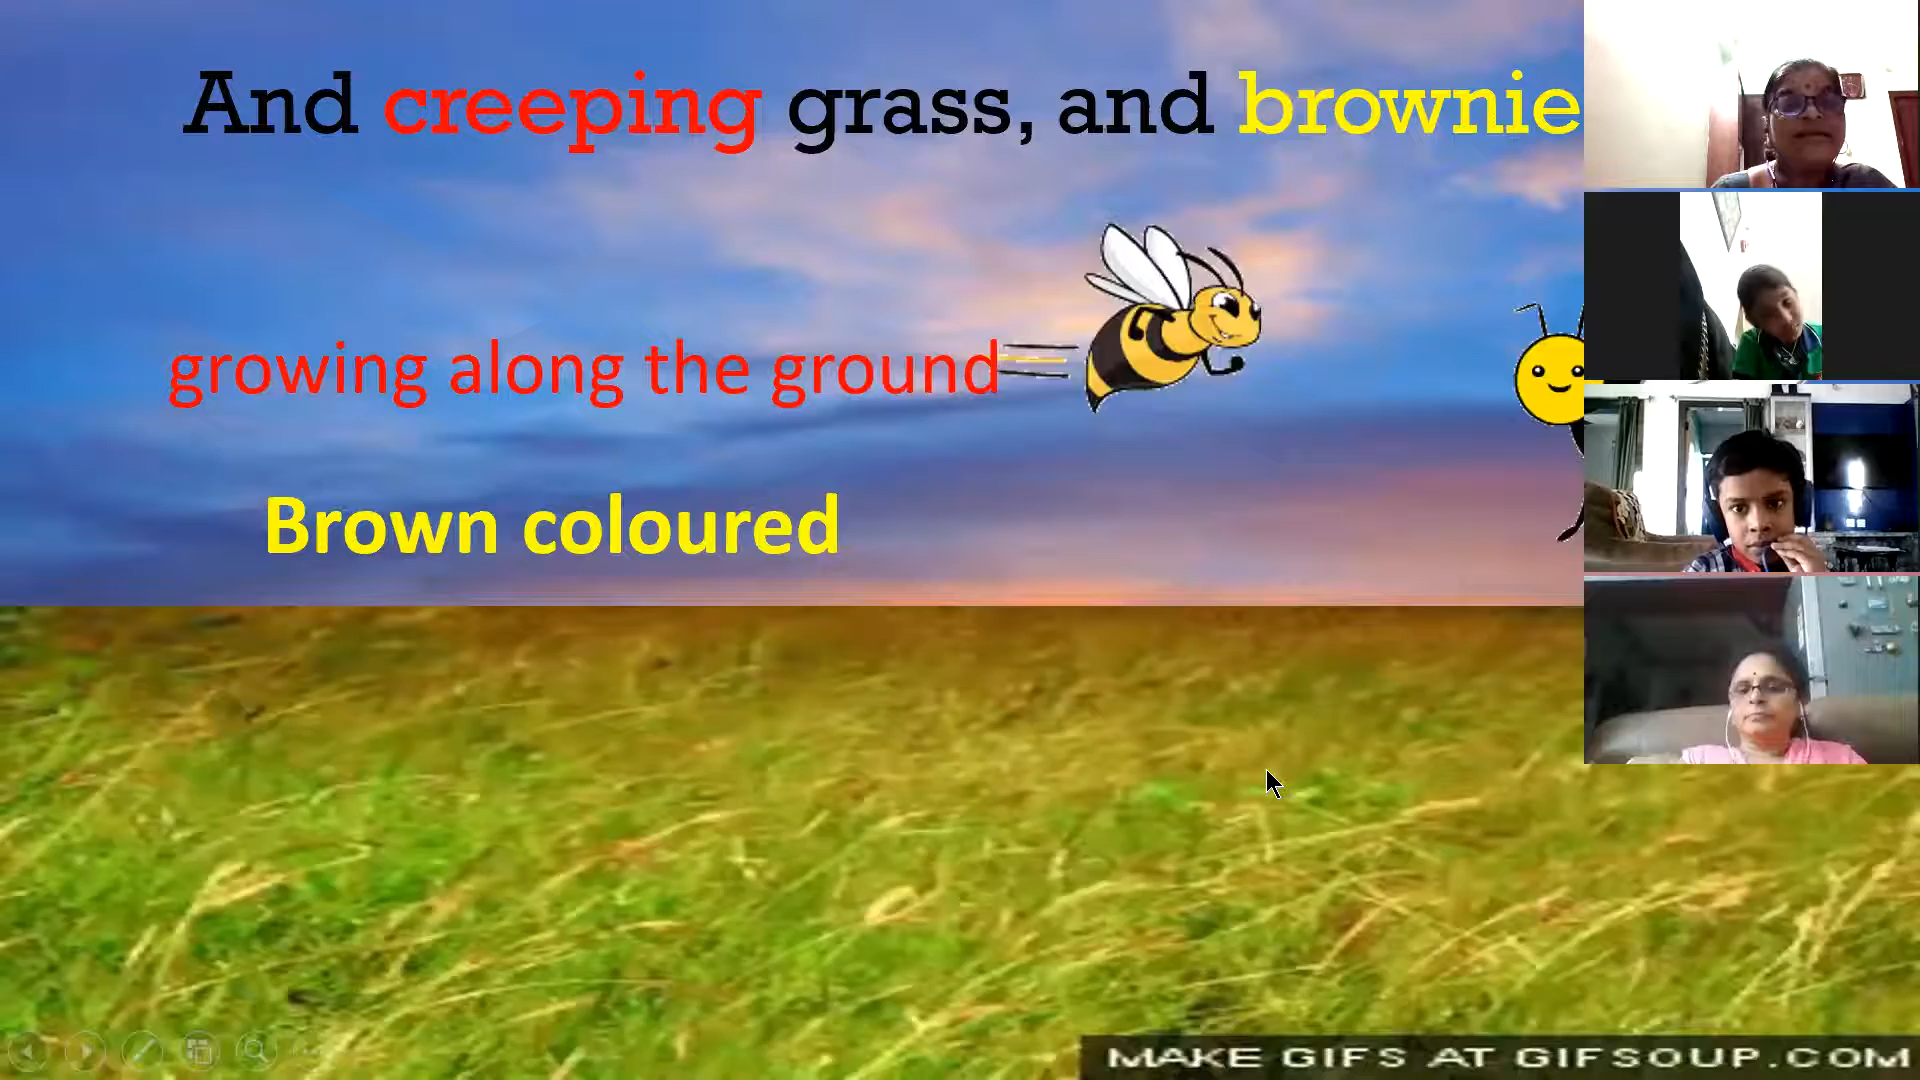 And creeping grass, and brownie
growing along the ground
Brown coloured
MAKE GIFS AT GIFSOUP.COM